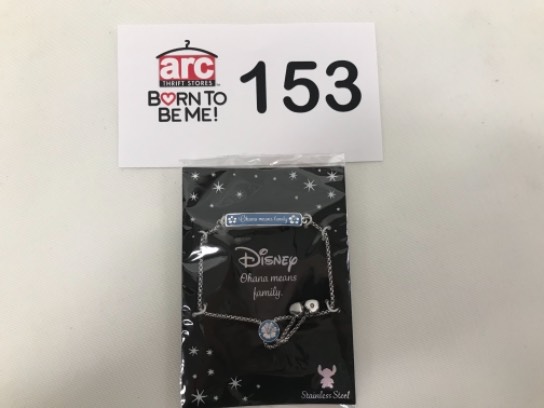 arc
THRIFT STORES
BORN TO
BE ME!
153
Ohana means family
Disney
Ohana means
family.
Stainless Steel